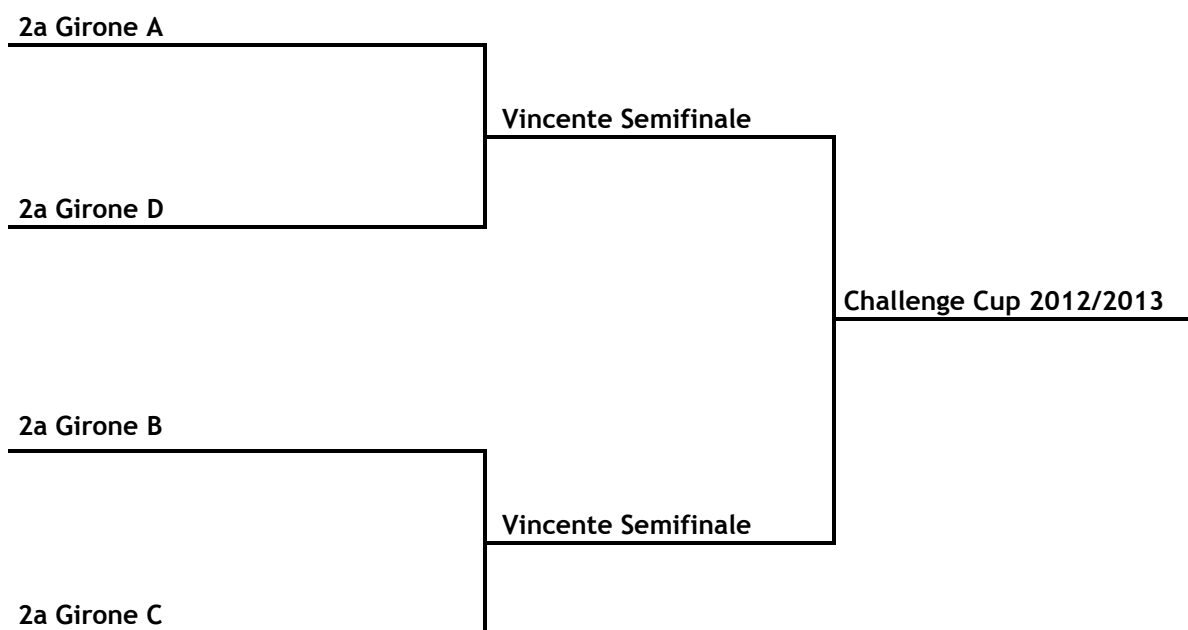 2a Girone A
Vincente Semifinale
2a Girone D
Challenge Cup 2012/2013
2a Girone B
Vincente Semifinale
2a Girone C